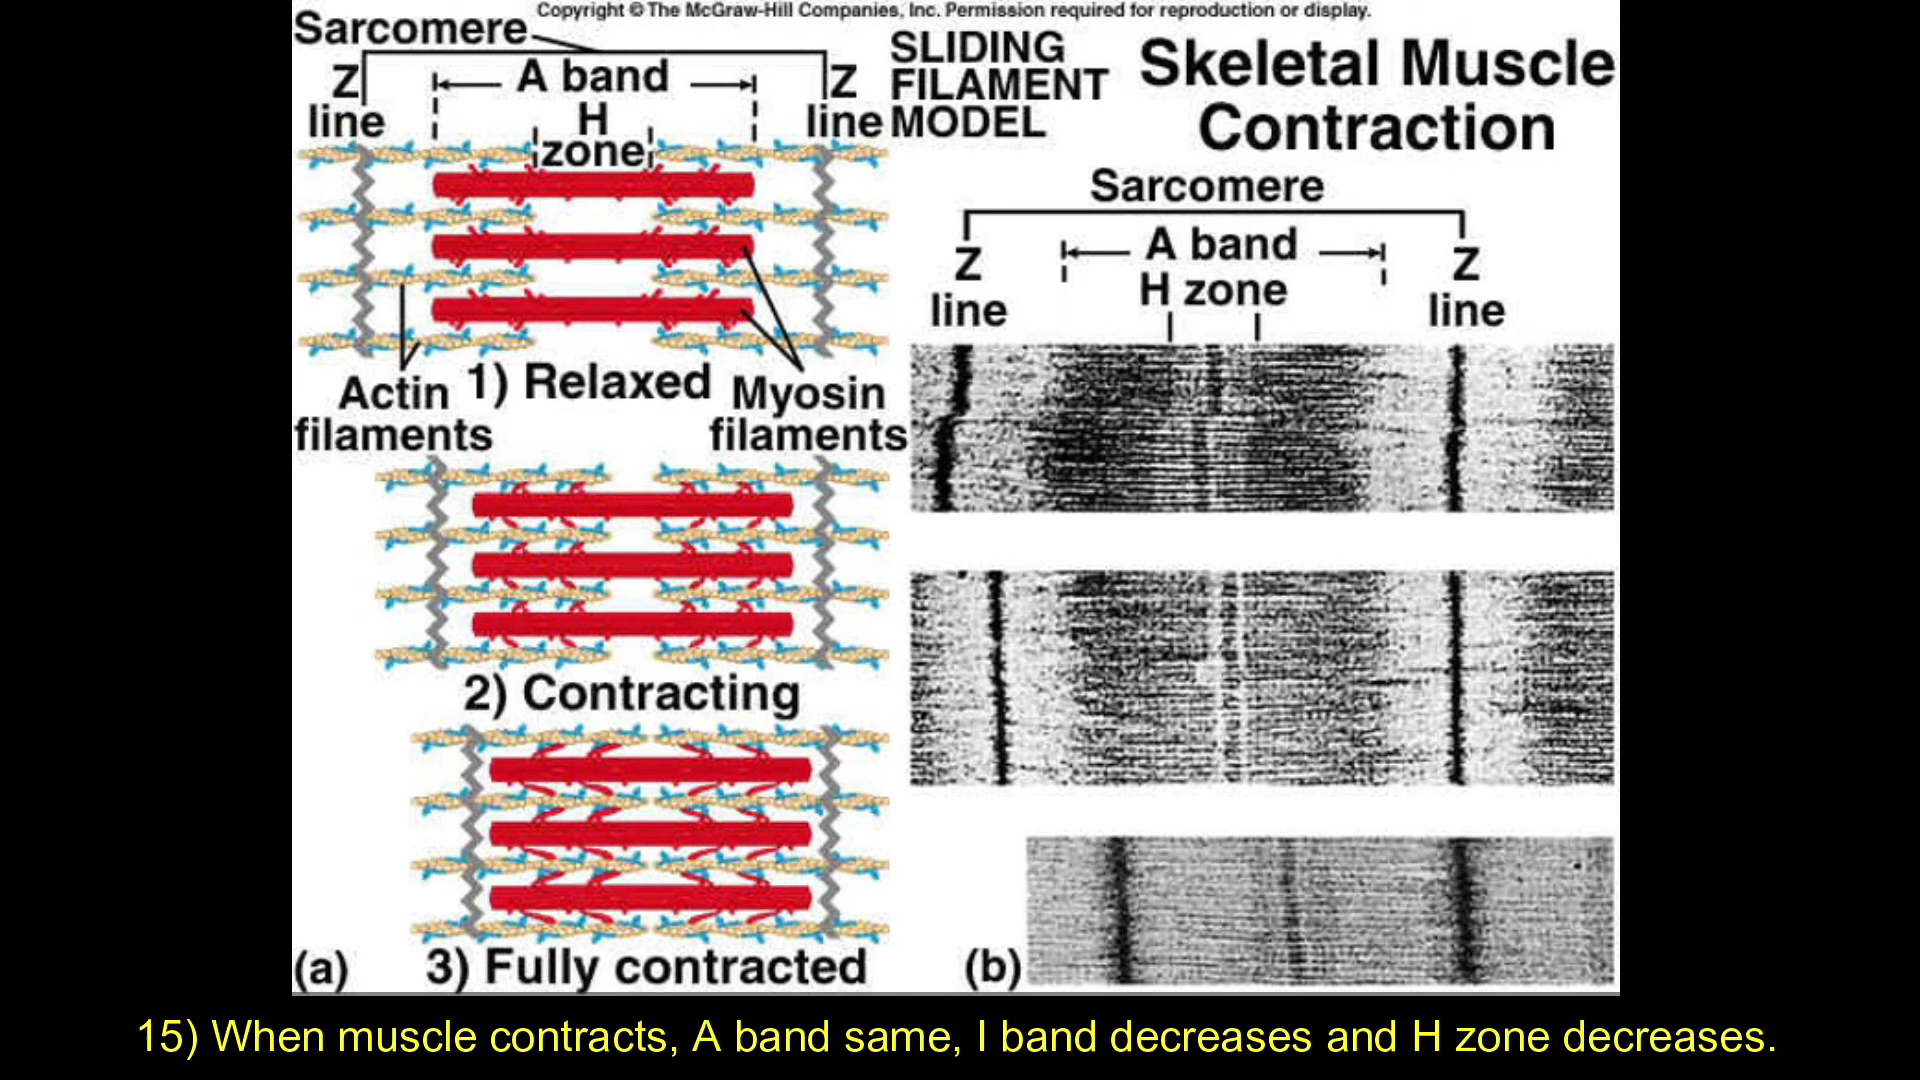 Copyright © The McGraw-Hill Companies, Inc. Permission required for reproduction or display.
Sarcomere
Z line
A band
H zone
Z line
SLIDING
FILAMENT
MODEL
Skeletal Muscle
Contraction
Actin
filaments
1) Relaxed
Myosin
filaments
2) Contracting
3) Fully contracted
(a)
Sarcomere
Z
line
A band
H zone
Z
line
(b)
15) When muscle contracts, A band same, I band decreases and H zone decreases.